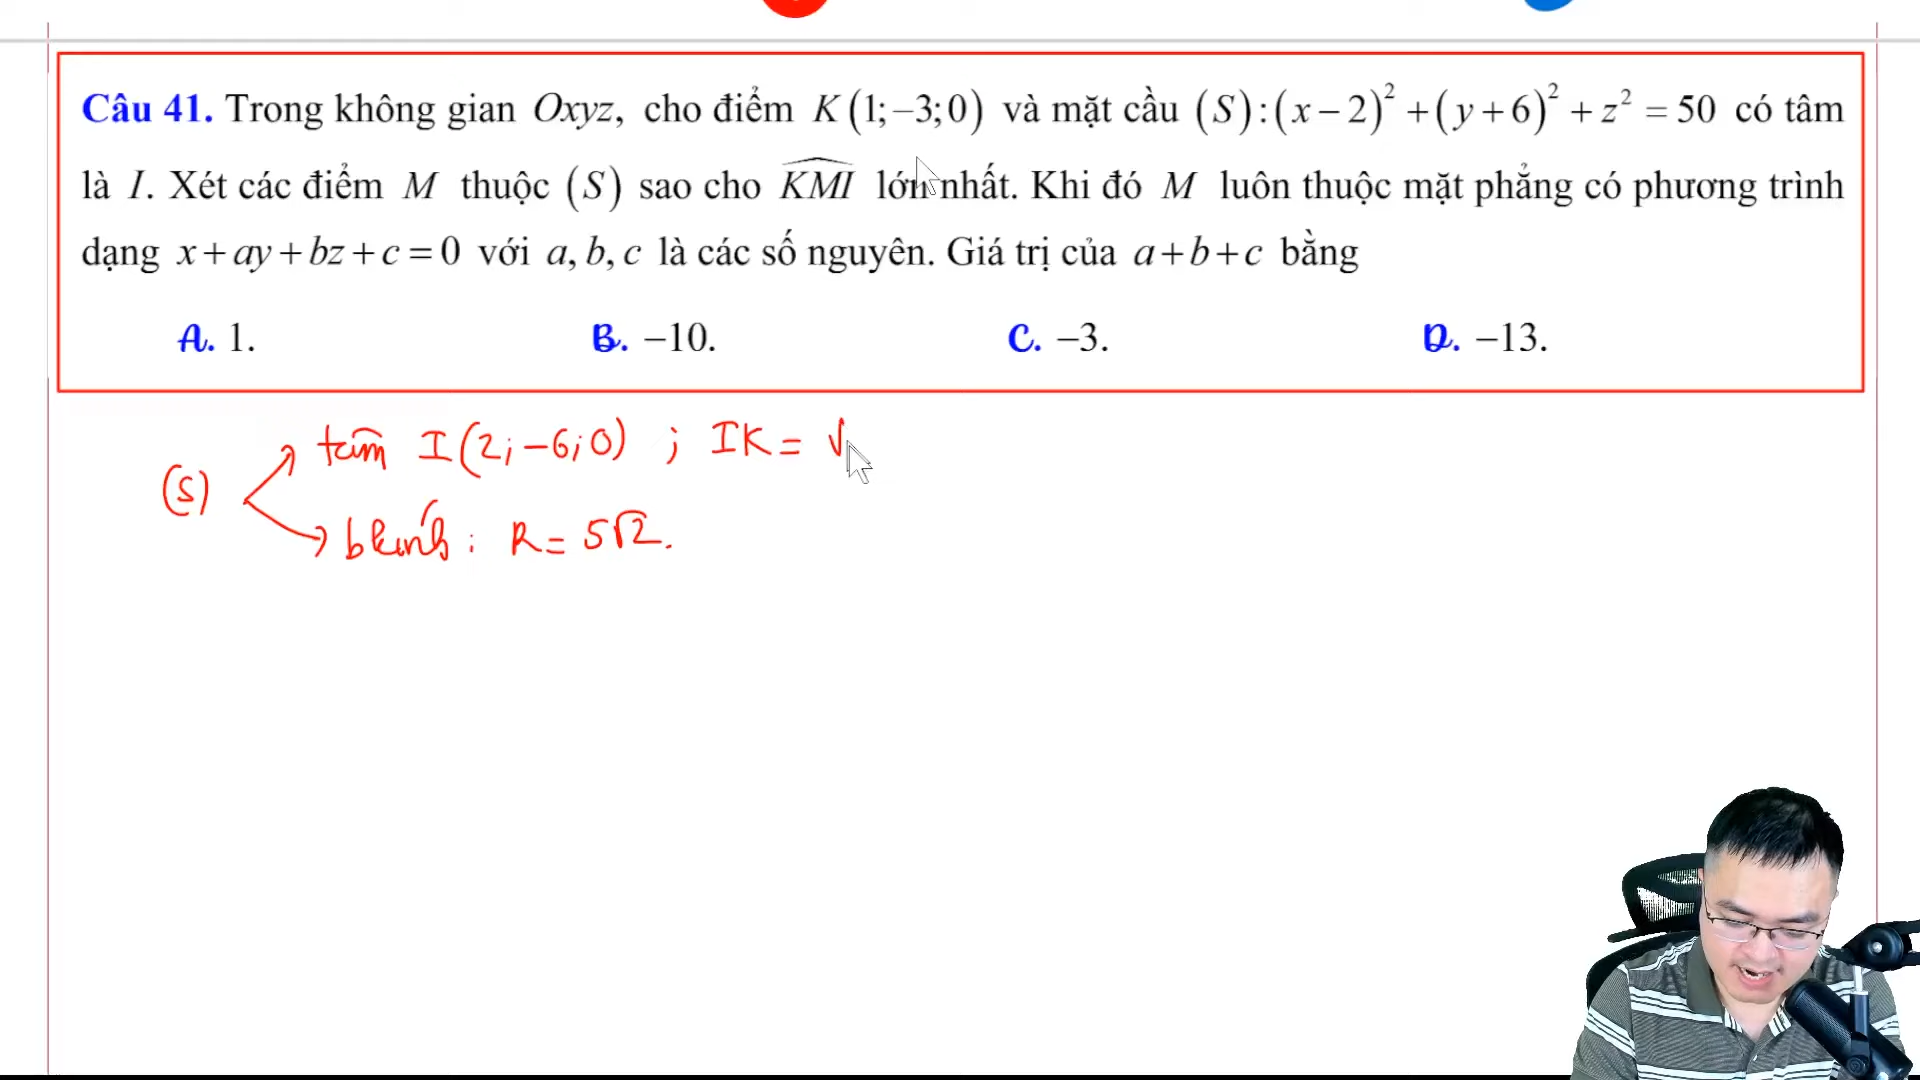 Câu 41. Trong không gian Oxyz, cho điểm K(1;−3;0) và mặt cầu (S):(x−2)²+(y+6)²+z²=50 có tâm
là I. Xét các điểm M thuộc (S) sao cho \widehat{KMI} lớn nhất. Khi đó M luôn thuộc mặt phẳng có phương trình
dạng x+ay+bz+c=0 với a,b,c là các số nguyên. Giá trị của a+b+c bằng
A. 1. B. −10. C. −3. D. −13.
tâm I(2;−6;0) ; IK = √
(S)
bkính: R = 5√2.